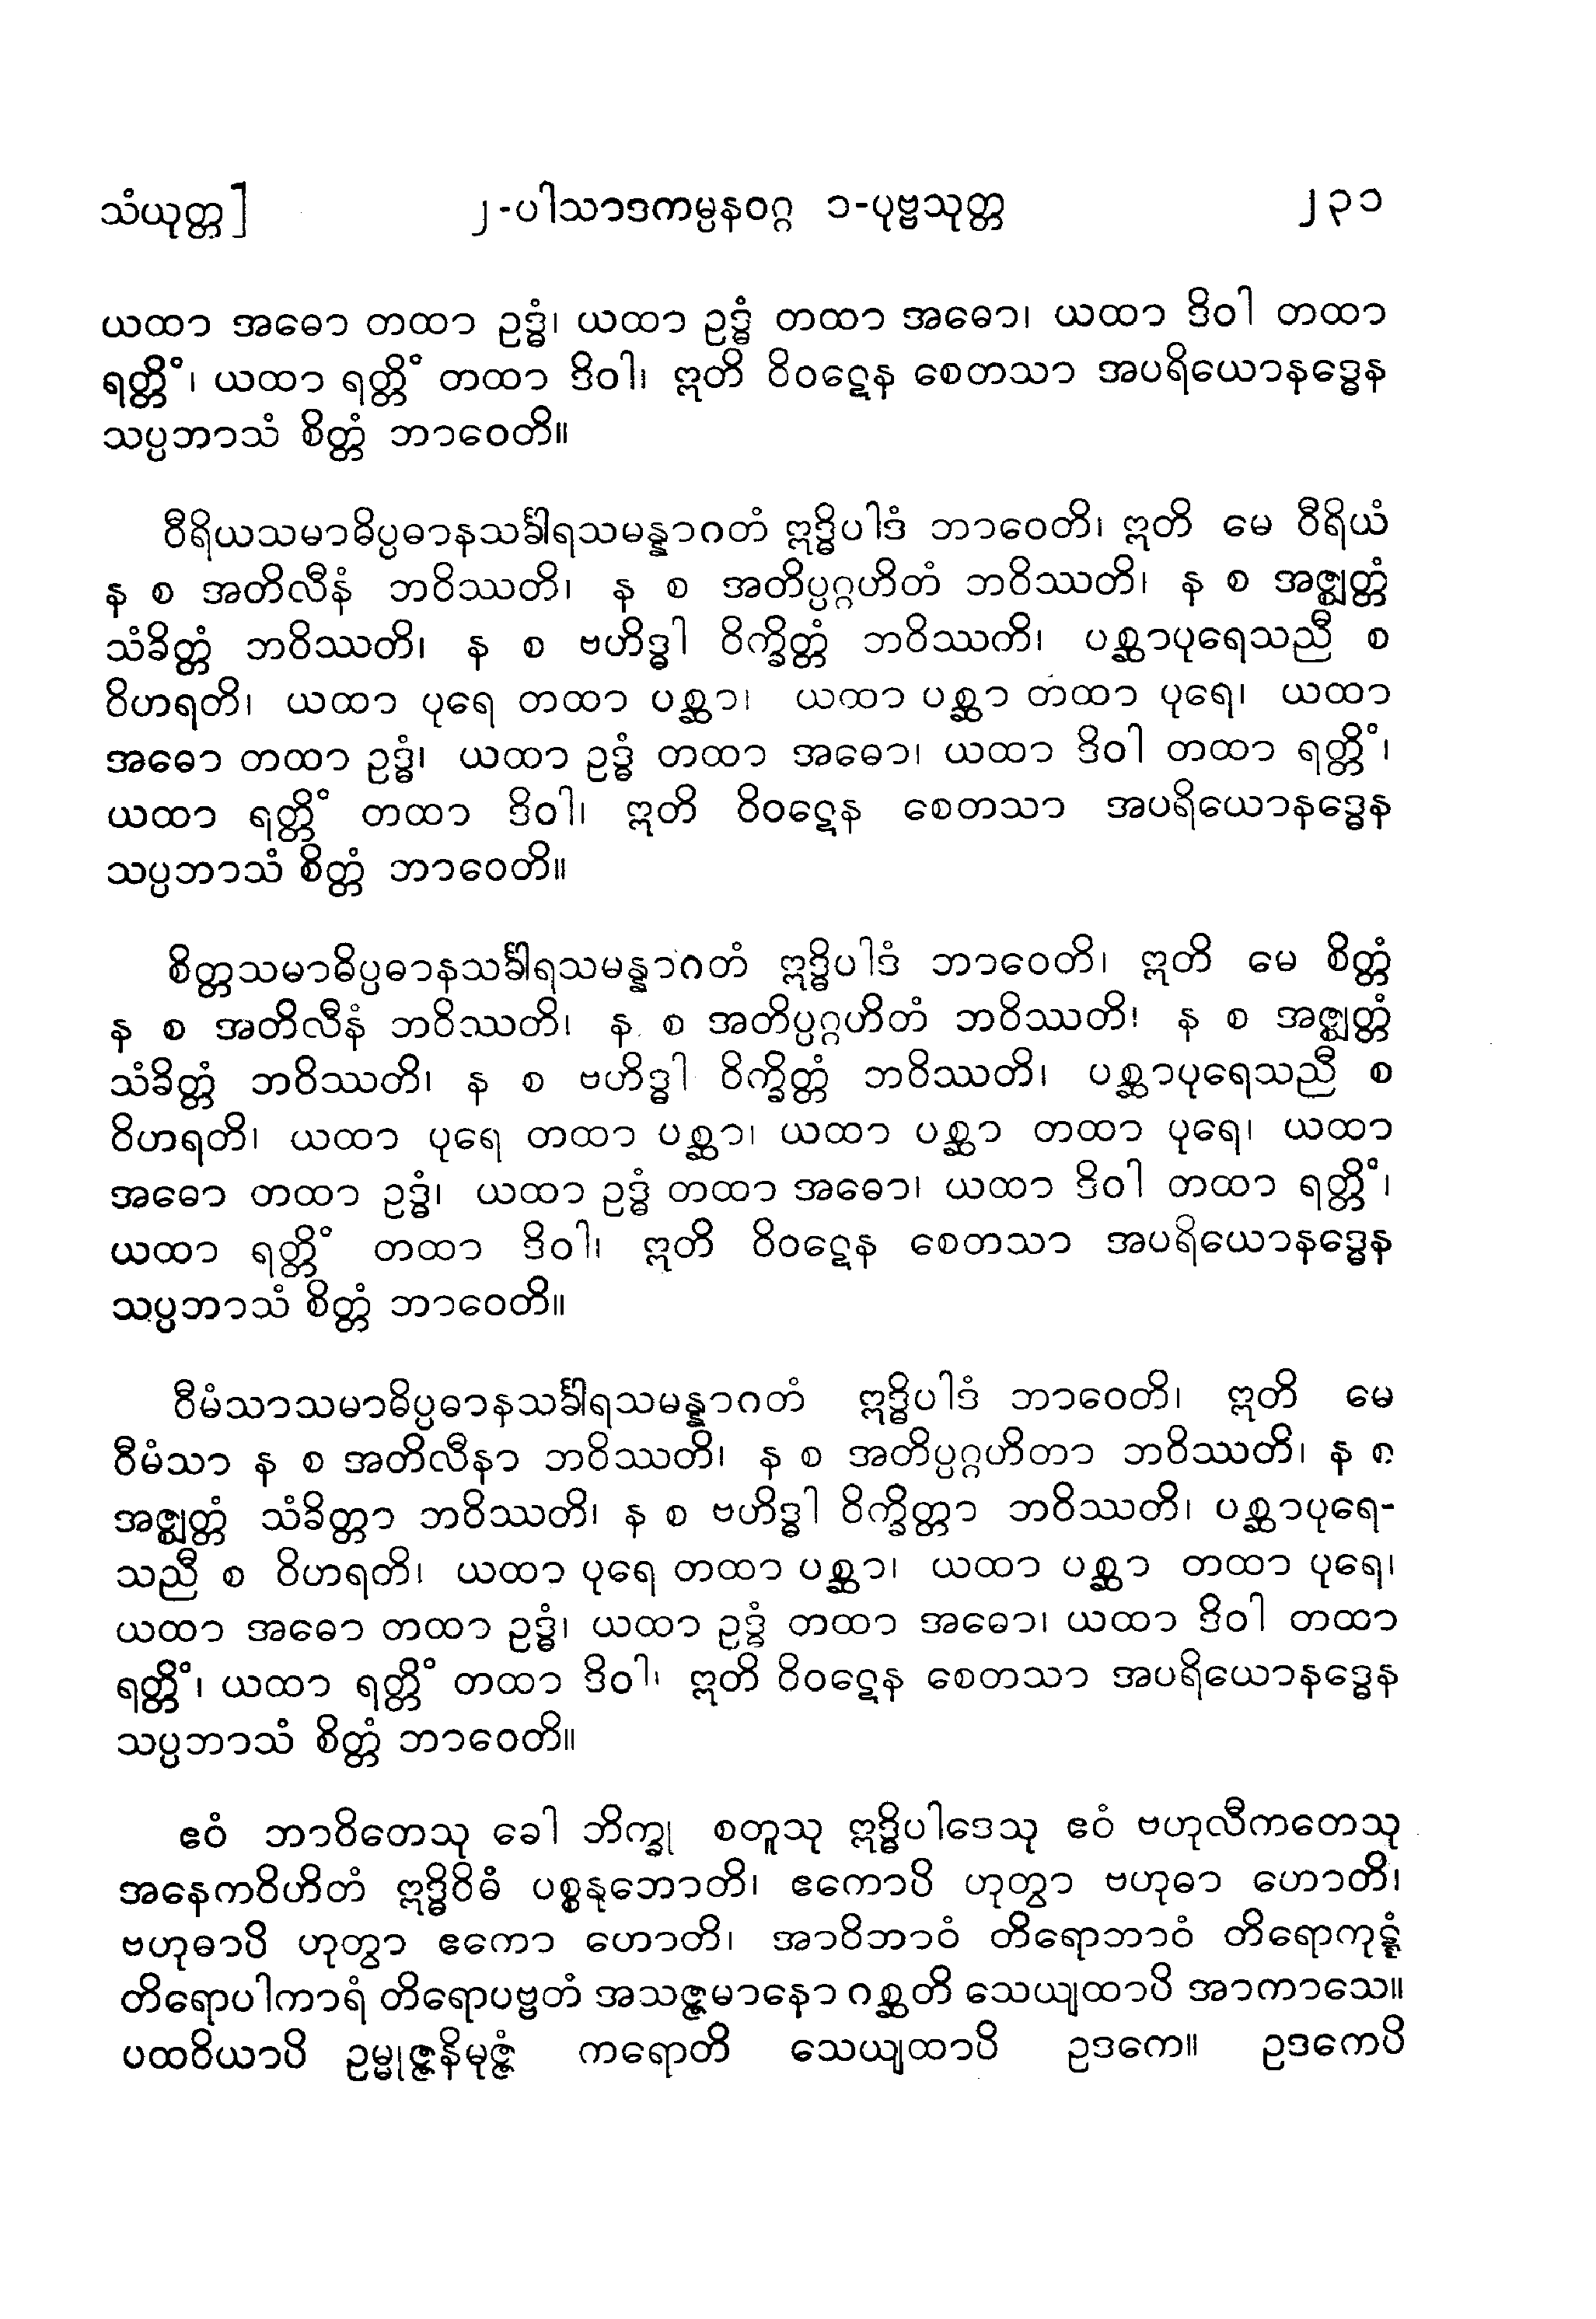 သံယုတ္တ]	၂-ပါသာဒကမ္ပနဝဂ္ဂ ၁-ပုဗ္ဗသုတ္တ	၂၃၁
ယထာ အဓော တထာ ဥဒ္ဓံ၊ ယထာ ဥဒ္ဓံ တထာ အဓော၊ ယထာ ဒိဝါ တထာ
ရတ္တိံ၊ ယထာ ရတ္တိံ တထာ ဒိဝါ၊ ဣတိ ဝိဝဋေန စေတသာ အပရိယောနဒ္ဓေန
သပ္ပဘာသံ စိတ္တံ ဘာဝေတိ။
ဝီရိယသမာဓိပ္ပဓာနသင်္ခါရသမန္နာဂတံ ဣဒ္ဓိပါဒံ ဘာဝေတိ၊ ဣတိ မေ ဝီရိယံ
န စ အတိလီနံ ဘဝိဿတိ၊ န စ အတိပ္ပဂ္ဂဟိတံ ဘဝိဿတိ၊ န စ အဇ္ဈတ္တံ
သံခိတ္တံ ဘဝိဿတိ၊ န စ ဗဟိဒ္ဓါ ဝိက္ခိတ္တံ ဘဝိဿတိ၊ ပစ္ဆာပုရေသညီ စ
ဝိဟရတိ၊ ယထာ ပုရေ တထာ ပစ္ဆာ၊ ယထာ ပစ္ဆာ တထာ ပုရေ၊ ယထာ
အဓော တထာ ဥဒ္ဓံ၊ ယထာ ဥဒ္ဓံ တထာ အဓော၊ ယထာ ဒိဝါ တထာ ရတ္တိံ၊
ယထာ ရတ္တိံ တထာ ဒိဝါ၊ ဣတိ ဝိဝဋေန စေတသာ အပရိယောနဒ္ဓေန
သပ္ပဘာသံ စိတ္တံ ဘာဝေတိ။
စိတ္တသမာဓိပ္ပဓာနသင်္ခါရသမန္နာဂတံ ဣဒ္ဓိပါဒံ ဘာဝေတိ၊ ဣတိ မေ စိတ္တံ
န စ အတိလီနံ ဘဝိဿတိ၊ န စ အတိပ္ပဂ္ဂဟိတံ ဘဝိဿတိ၊ န စ အဇ္ဈတ္တံ
သံခိတ္တံ ဘဝိဿတိ၊ န စ ဗဟိဒ္ဓါ ဝိက္ခိတ္တံ ဘဝိဿတိ၊ ပစ္ဆာပုရေသညီ စ
ဝိဟရတိ၊ ယထာ ပုရေ တထာ ပစ္ဆာ၊ ယထာ ပစ္ဆာ တထာ ပုရေ၊ ယထာ
အဓော တထာ ဥဒ္ဓံ၊ ယထာ ဥဒ္ဓံ တထာ အဓော၊ ယထာ ဒိဝါ တထာ ရတ္တိံ၊
ယထာ ရတ္တိံ တထာ ဒိဝါ၊ ဣတိ ဝိဝဋေန စေတသာ အပရိယောနဒ္ဓေန
သပ္ပဘာသံ စိတ္တံ ဘာဝေတိ။
ဝီမံသာသမာဓိပ္ပဓာနသင်္ခါရသမန္နာဂတံ ဣဒ္ဓိပါဒံ ဘာဝေတိ၊ ဣတိ မေ
ဝီမံသာ န စ အတိလီနာ ဘဝိဿတိ၊ န စ အတိပ္ပဂ္ဂဟိတာ ဘဝိဿတိ၊ န စ
အဇ္ဈတ္တံ သံခိတ္တာ ဘဝိဿတိ၊ န စ ဗဟိဒ္ဓါ ဝိက္ခိတ္တာ ဘဝိဿတိ၊ ပစ္ဆာပုရေ-
သညီ စ ဝိဟရတိ၊ ယထာ ပုရေ တထာ ပစ္ဆာ၊ ယထာ ပစ္ဆာ တထာ ပုရေ၊
ယထာ အဓော တထာ ဥဒ္ဓံ၊ ယထာ ဥဒ္ဓံ တထာ အဓော၊ ယထာ ဒိဝါ တထာ
ရတ္တိံ၊ ယထာ ရတ္တိံ တထာ ဒိဝါ၊ ဣတိ ဝိဝဋေန စေတသာ အပရိယောနဒ္ဓေန
သပ္ပဘာသံ စိတ္တံ ဘာဝေတိ။
ဧဝံ ဘာဝိတေသု ခေါ ဘိက္ခု စတူသု ဣဒ္ဓိပါဒေသု ဧဝံ ဗဟုလီကတေသု
အနေကဝိဟိတံ ဣဒ္ဓိဝိဓံ ပစ္စနုဘောတိ၊ ဧကောပိ ဟုတွာ ဗဟုဓာ ဟောတိ၊
ဗဟုဓာပိ ဟုတွာ ဧကော ဟောတိ၊ အာဝိဘာဝံ တိရောဘာဝံ တိရောကုဋ္ဋံ
တိရောပါကာရံ တိရောပဗ္ဗတံ အသဇ္ဇမာနော ဂစ္ဆတိ သေယျထာပိ အာကာသေ။
ပထဝိယာပိ ဥမ္မုဇ္ဇနိမုဇ္ဇံ ကရောတိ သေယျထာပိ ဥဒကေ။ ဥဒကေပိ